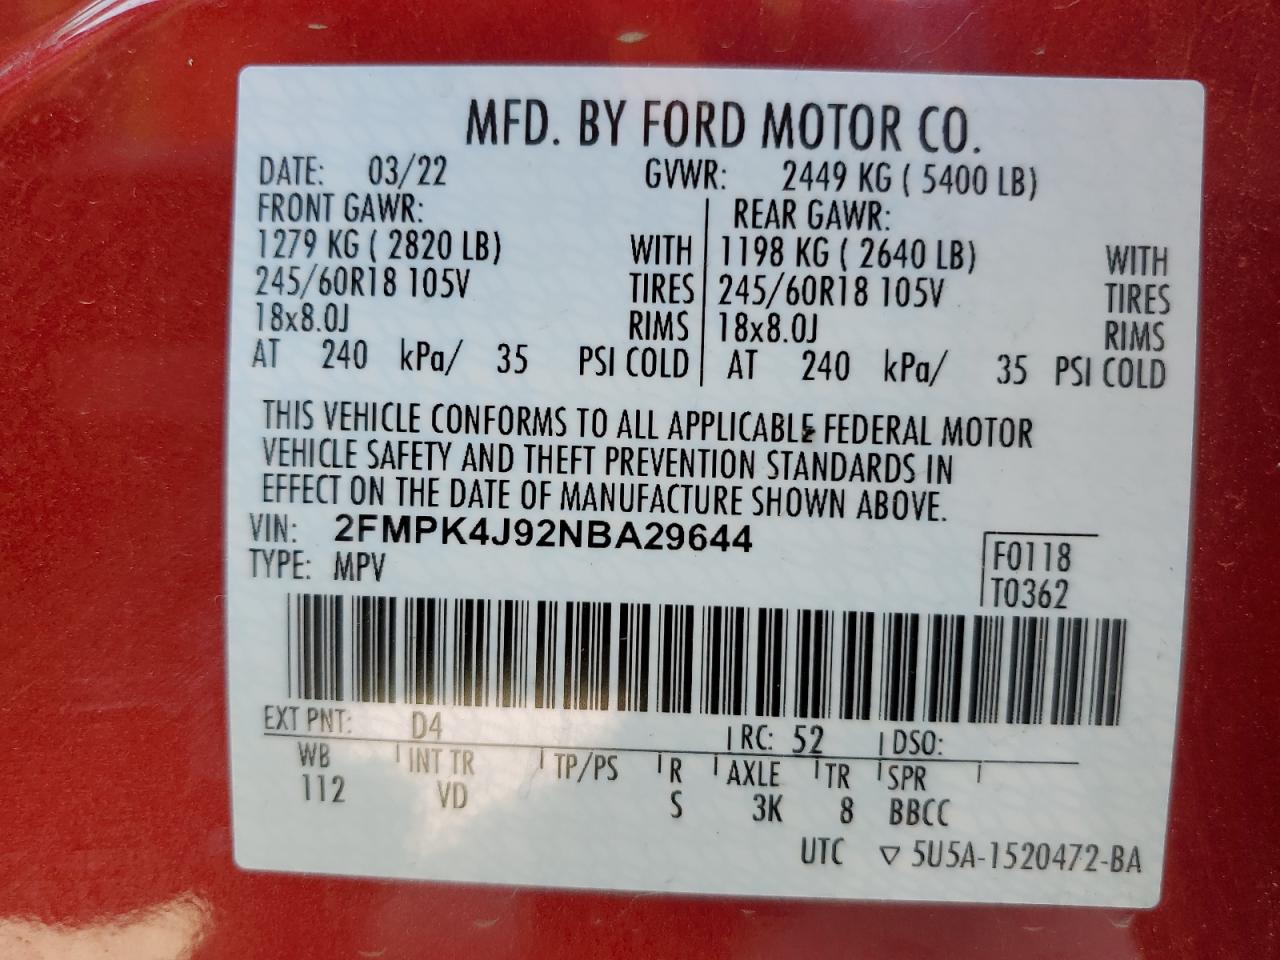 MFD. BY FORD MOTOR CO.
DATE: 03/22 GVWR: 2449 KG ( 5400 LB)
FRONT GAWR: REAR GAWR:
1279 KG ( 2820 LB) WITH 1198 KG ( 2640 LB) WITH
245/60R18 105V TIRES 245/60R18 105V TIRES
18x8.0J RIMS 18x8.0J RIMS
AT 240 kPa/ 35 PSI COLD AT 240 kPa/ 35 PSI COLD
THIS VEHICLE CONFORMS TO ALL APPLICABLE FEDERAL MOTOR
VEHICLE SAFETY AND THEFT PREVENTION STANDARDS IN
EFFECT ON THE DATE OF MANUFACTURE SHOWN ABOVE.
VIN: 2FMPK4J92NBA29644
TYPE: MPV
F0118
T0362
EXT PNT: D4 RC: 52 DSO:
WB INT TR TP/PS R AXLE TR SPR
112 VD S 3K 8 BBCC
UTC ▽ 5U5A-1520472-BA